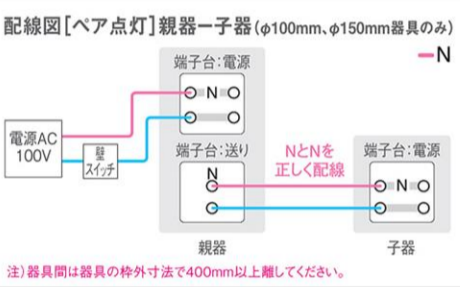 配線図[ペア点灯]親器ー子器(φ100mm、φ150mm器具のみ)
N
端子台:電源
N
電源AC
100V
壁
スイッチ
端子台:送り
N
NとNを
正しく配線
端子台:電源
N
親器
子器
注)器具間は器具の枠外寸法で400mm以上離してください。